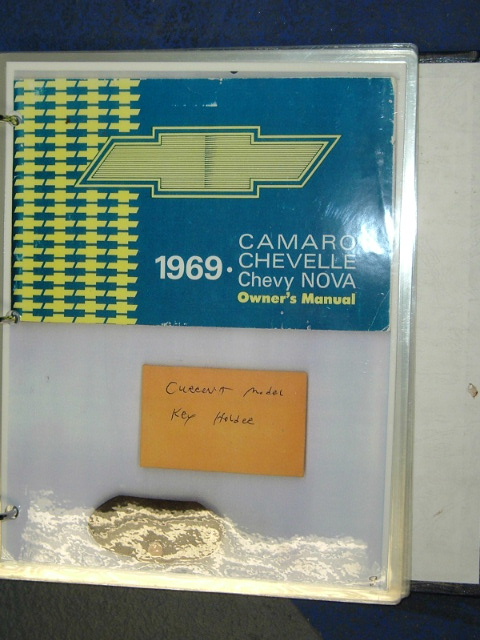 CAMARO
CHEVELLE
1969. Chevy NOVA
Owner's Manual
Current Model
Key Holder